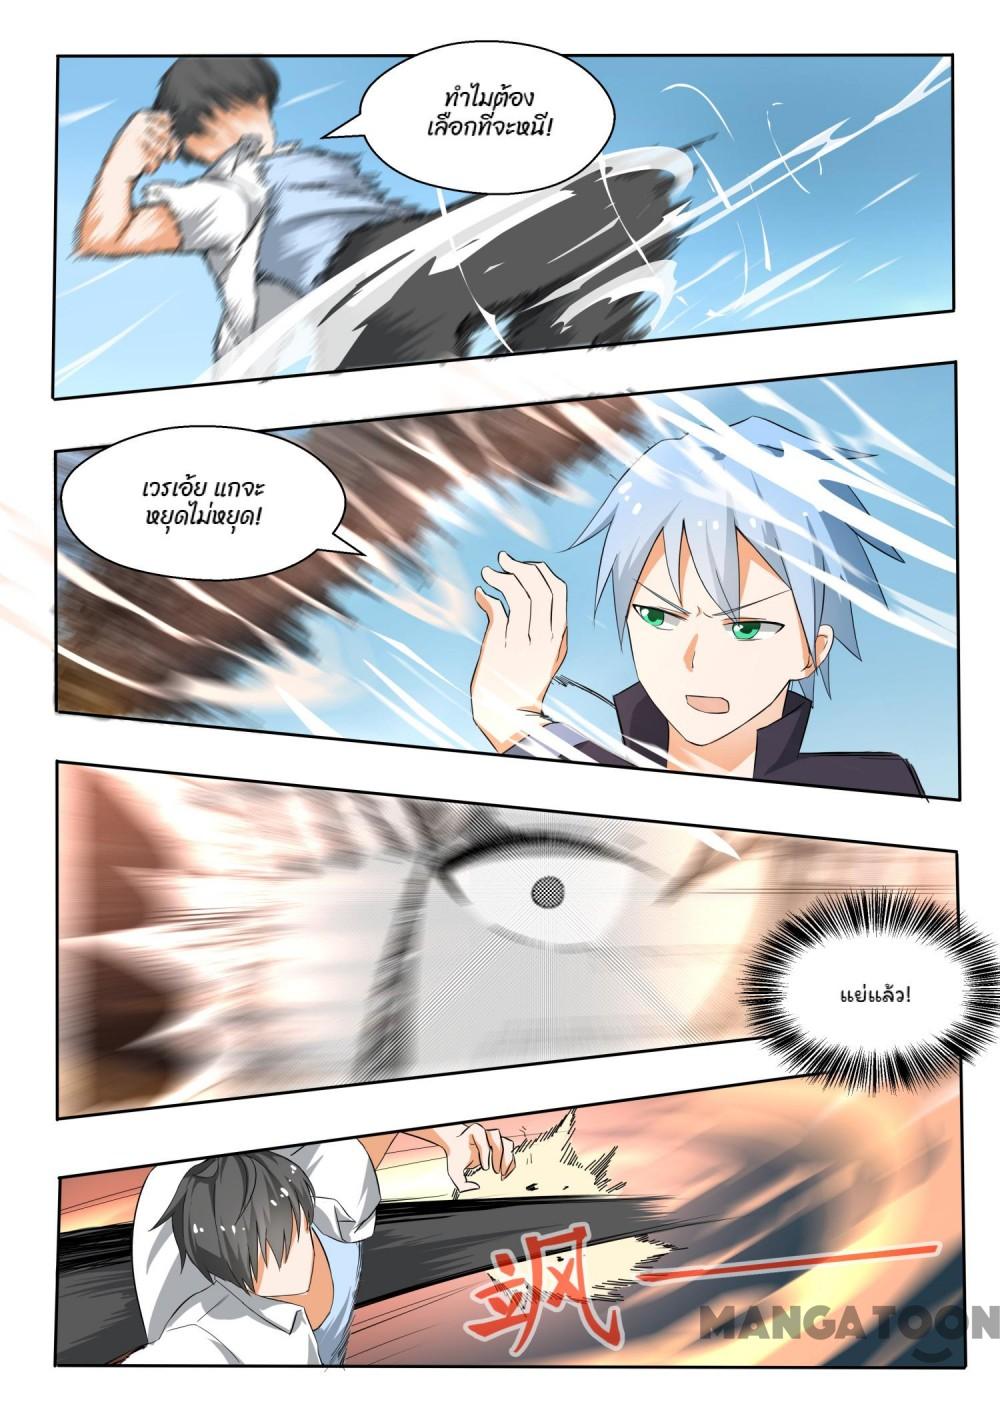 ทำไมต้อง
เลือกที่จะหนี!
เวรเอ้ย แกจะ
หยุดไม่หยุด!
แย่แล้ว!
飒
MANGATOON